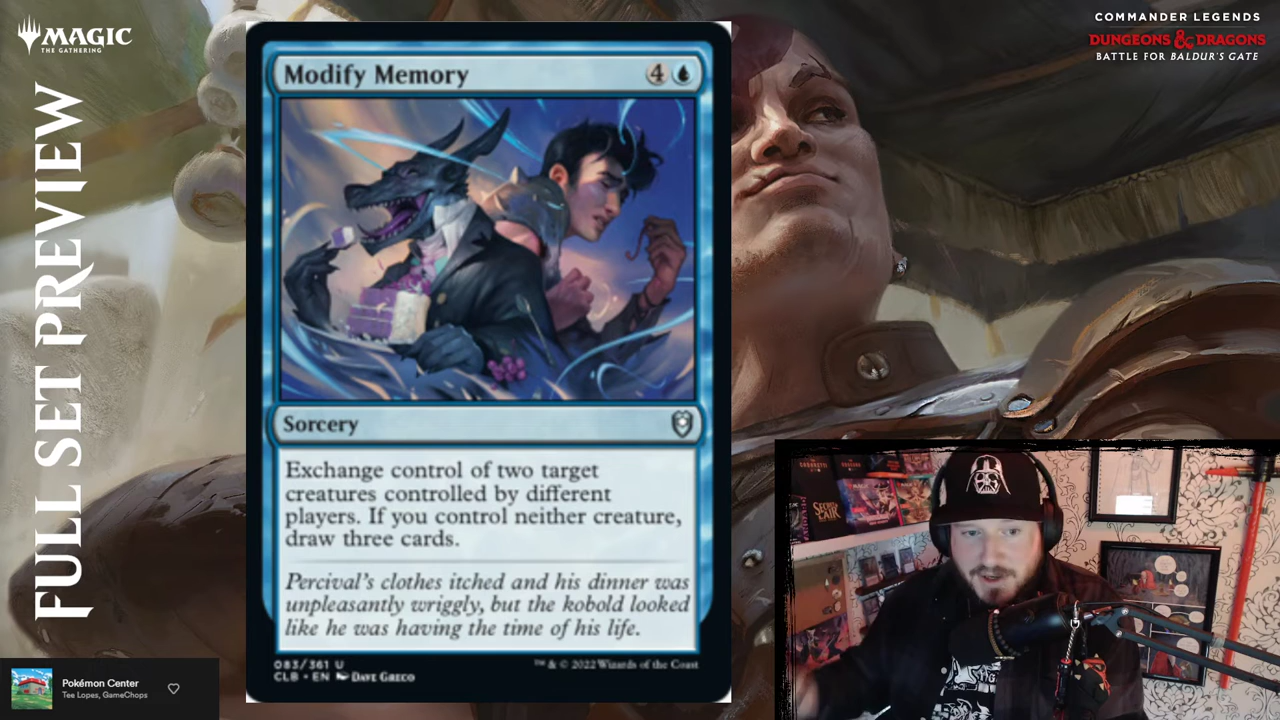 MAGIC
THE GATHERING
FULL SET PREVIEW
COMMANDER LEGENDS
DUNGEONS & DRAGONS
BATTLE FOR BALDUR'S GATE
Modify Memory
4
Sorcery
Exchange control of two target
creatures controlled by different
players. If you control neither creature,
draw three cards.
Percival's clothes itched and his dinner was
unpleasantly wriggly, but the kobold looked
like he was having the time of his life.
083/361 U
CLB • EN DAVE GRECO
™ & © 2022 Wizards of the Coast
Pokémon Center
Tee Lopes, GameChops
SECRET
LAIR